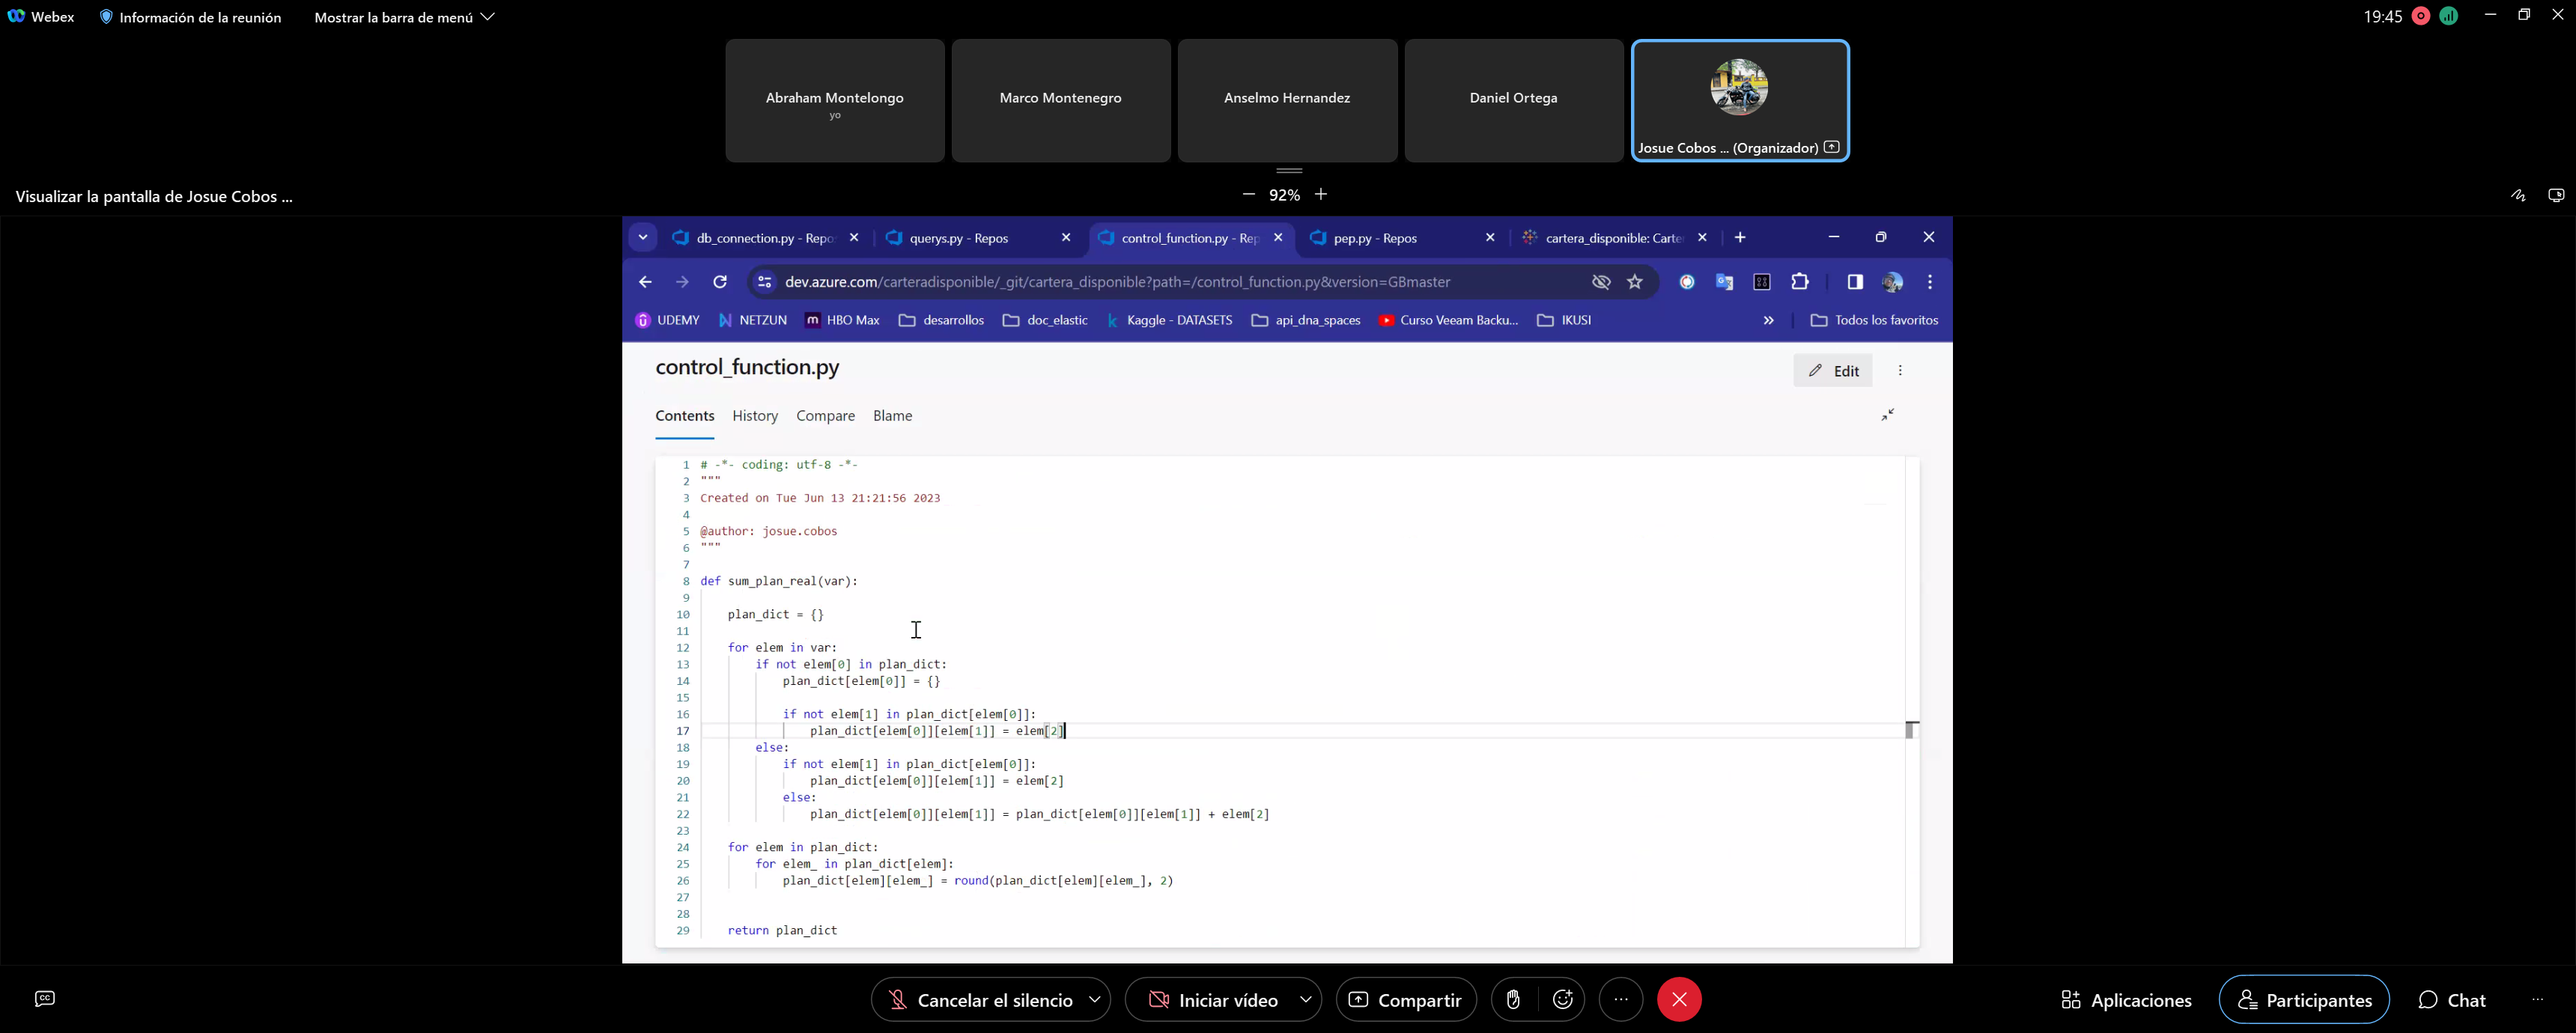 Webex Información de la reunión Mostrar la barra de menú 19:45
Abraham Montelongo
yo
Marco Montenegro
Anselmo Hernandez
Daniel Ortega
Josue Cobos ... (Organizador)
Visualizar la pantalla de Josue Cobos ... 92%
db_connection.py - Repo querys.py - Repos control_function.py - Rep pep.py - Repos cartera_disponible: Carte
dev.azure.com/carteradisponible/_git/cartera_disponible?path=/control_function.py&version=GBmaster
UDEMY NETZUN HBO Max desarrollos doc_elastic Kaggle - DATASETS api_dna_spaces Curso Veeam Backu... IKUSI » Todos los favoritos
control_function.py Edit
Contents History Compare Blame
1 # -*- coding: utf-8 -*-
2 """
3 Created on Tue Jun 13 21:21:56 2023
4
5 @author: josue.cobos
6 """
7
8 def sum_plan_real(var):
9
10 plan_dict = {}
11
12 for elem in var:
13 if not elem[0] in plan_dict:
14 plan_dict[elem[0]] = {}
15
16 if not elem[1] in plan_dict[elem[0]]:
17 plan_dict[elem[0]][elem[1]] = elem[2]
18 else:
19 if not elem[1] in plan_dict[elem[0]]:
20 plan_dict[elem[0]][elem[1]] = elem[2]
21 else:
22 plan_dict[elem[0]][elem[1]] = plan_dict[elem[0]][elem[1]] + elem[2]
23
24 for elem in plan_dict:
25 for elem_ in plan_dict[elem]:
26 plan_dict[elem][elem_] = round(plan_dict[elem][elem_], 2)
27
28
29 return plan_dict
CC Cancelar el silencio Iniciar vídeo Compartir ... Aplicaciones Participantes Chat ...